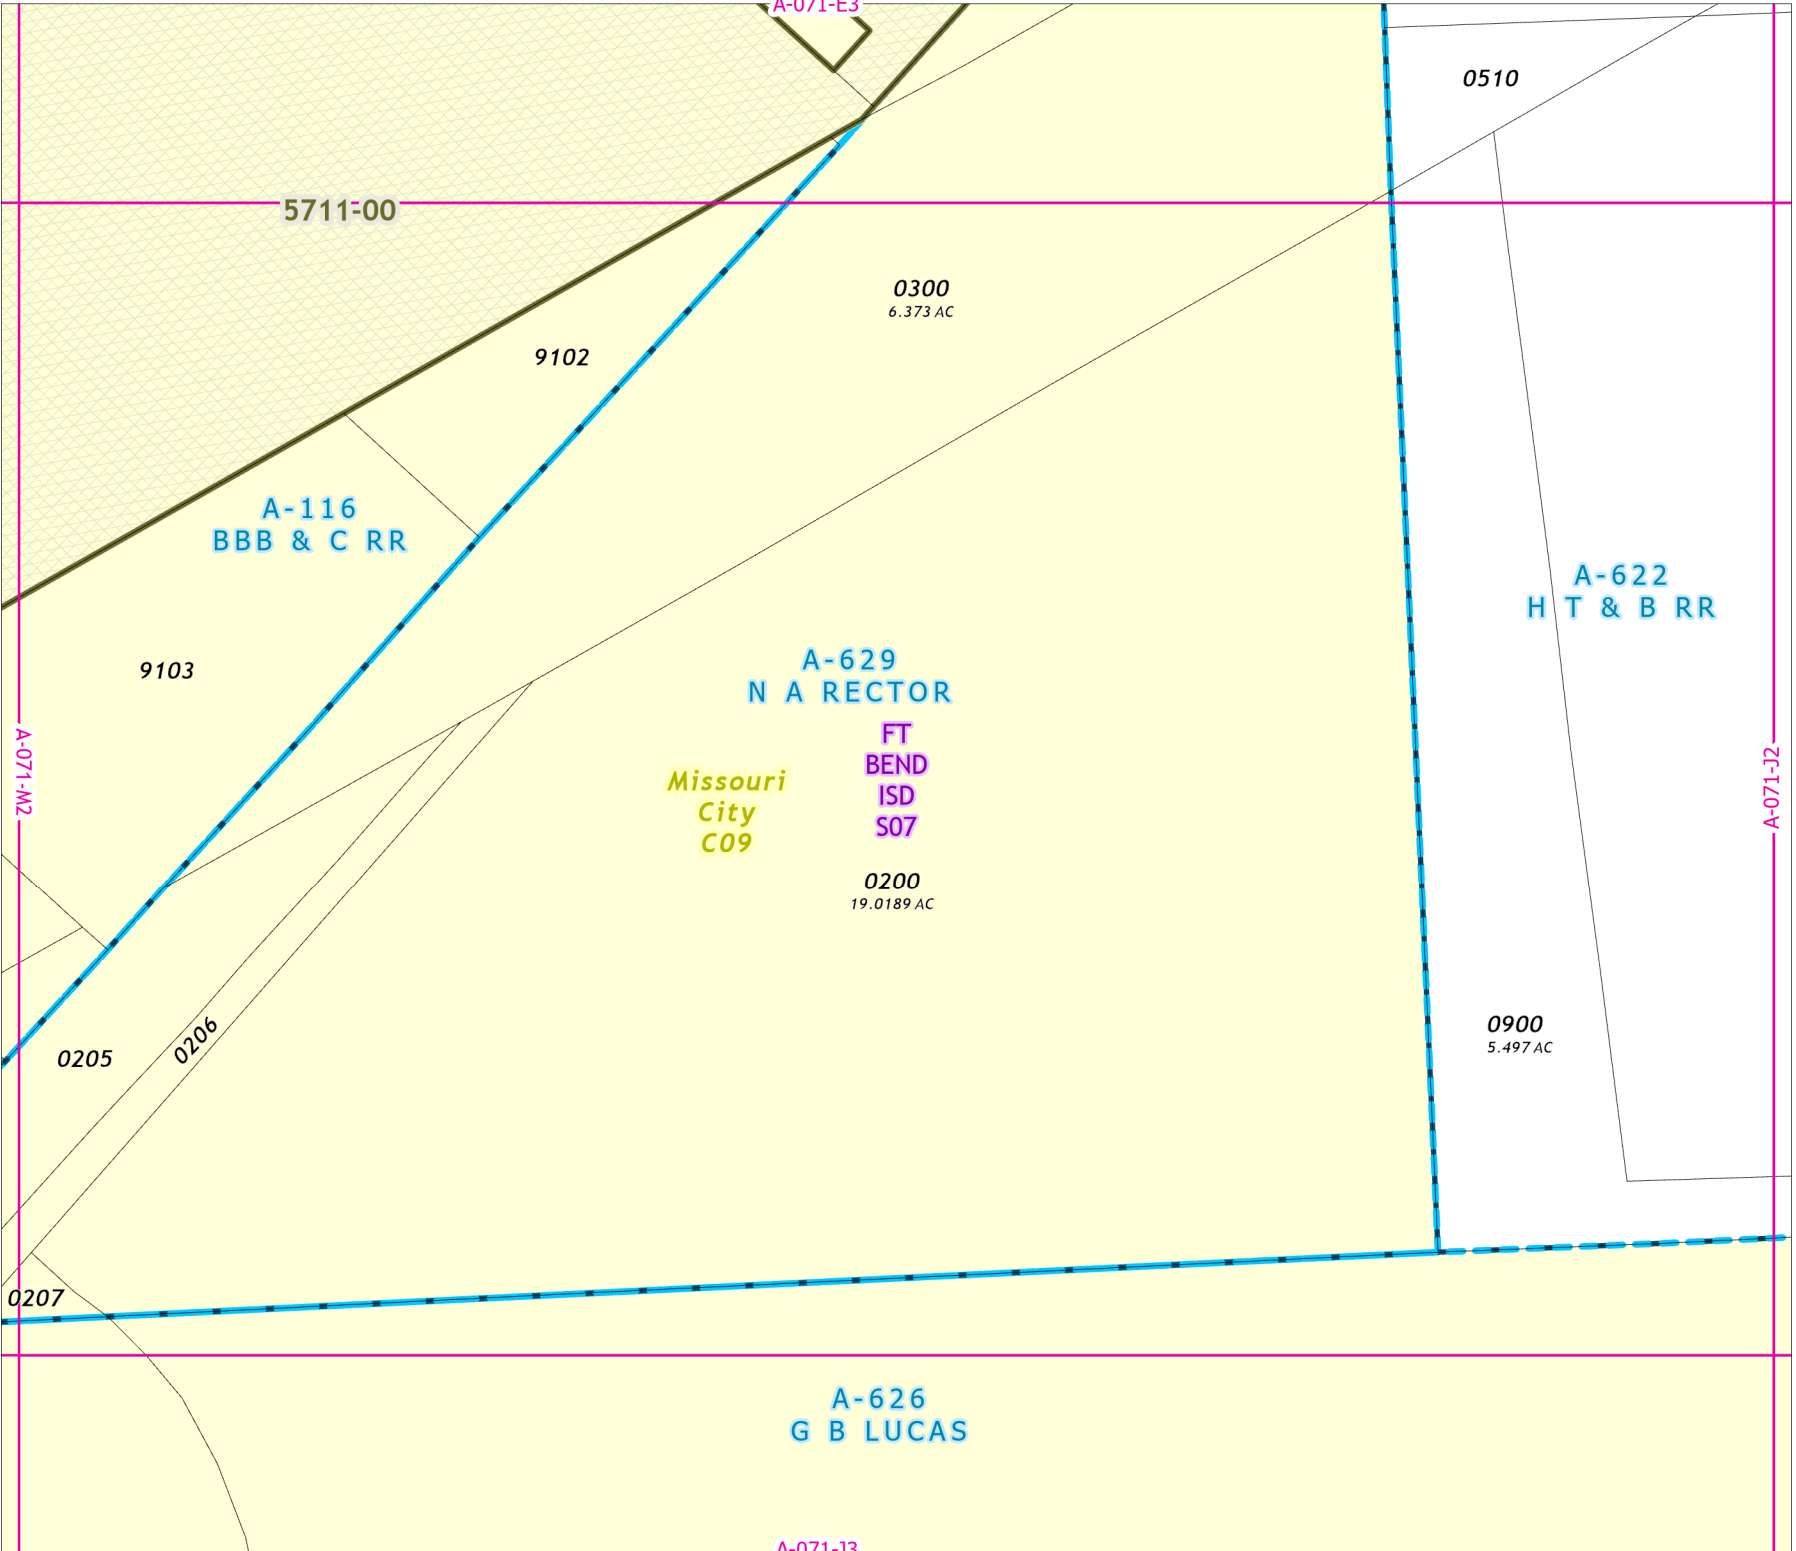 A-071-E3
0510
5711-00
0300
6.373 AC
9102
A-116
BBB & C RR
A-622
H T & B RR
9103
A-629
N A RECTOR
FT
BEND
ISD
S07
Missouri
City
C09
A-071-M2
A-071-J2
0200
19.0189 AC
0206
0205
0900
5.497 AC
0207
A-626
G B LUCAS
A-071-J3